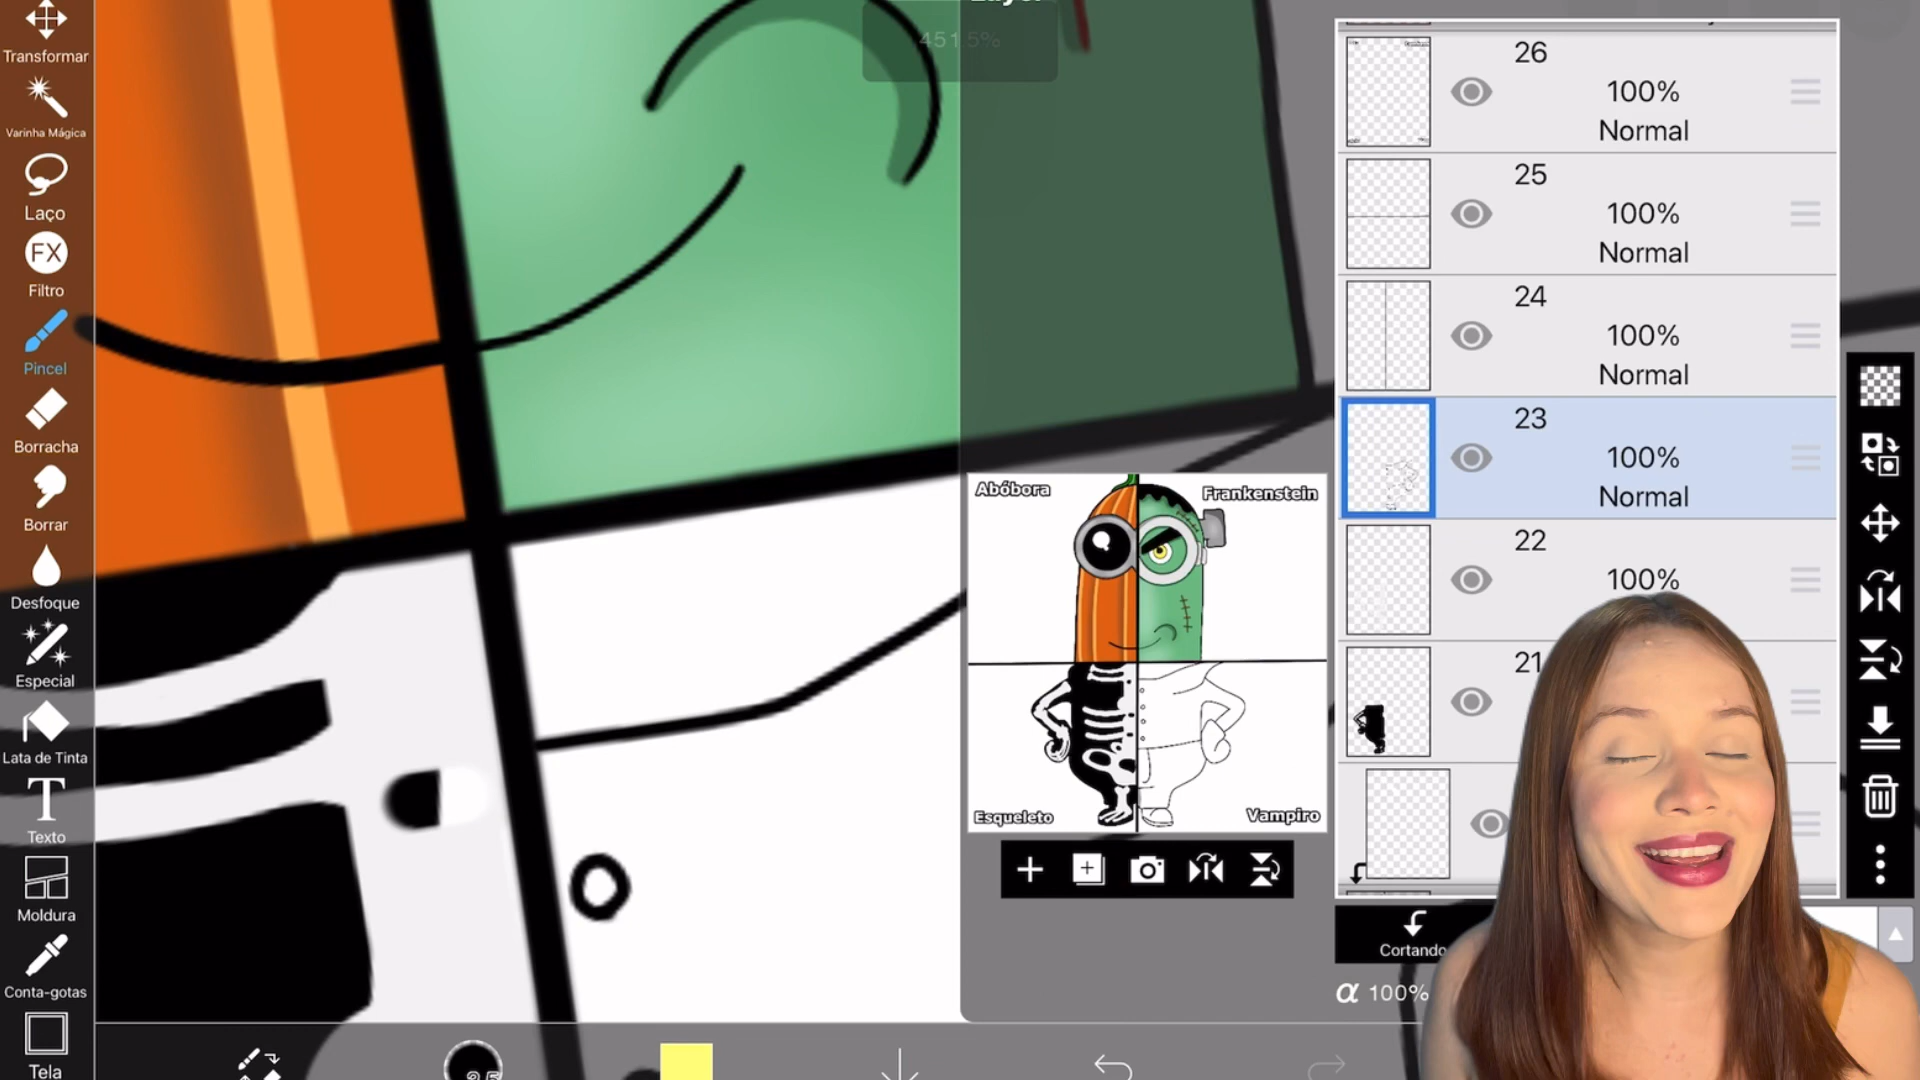 Transformar
Varinha Mágica
Laço
FX
Filtro
Pincel
Borracha
Borrar
Desfoque
Especial
Lata de Tinta
T
Texto
Moldura
Conta-gotas
Tela
451.5%
Abóbora
Frankenstein
Esqueleto
Vampiro
26
100%
Normal
25
100%
Normal
24
100%
Normal
23
100%
Normal
22
100%
21
Cortando
α 100%